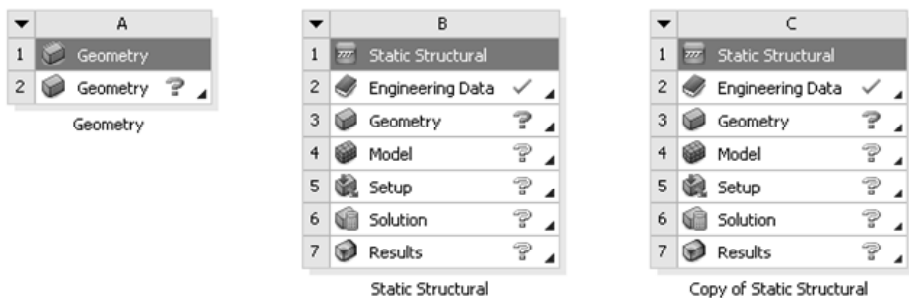 A
1 Geometry
2 Geometry ?
Geometry
B
1 Static Structural
2 Engineering Data ✓
3 Geometry ?
4 Model ?
5 Setup ?
6 Solution ?
7 Results ?
Static Structural
C
1 Static Structural
2 Engineering Data ✓
3 Geometry ?
4 Model ?
5 Setup ?
6 Solution ?
7 Results ?
Copy of Static Structural